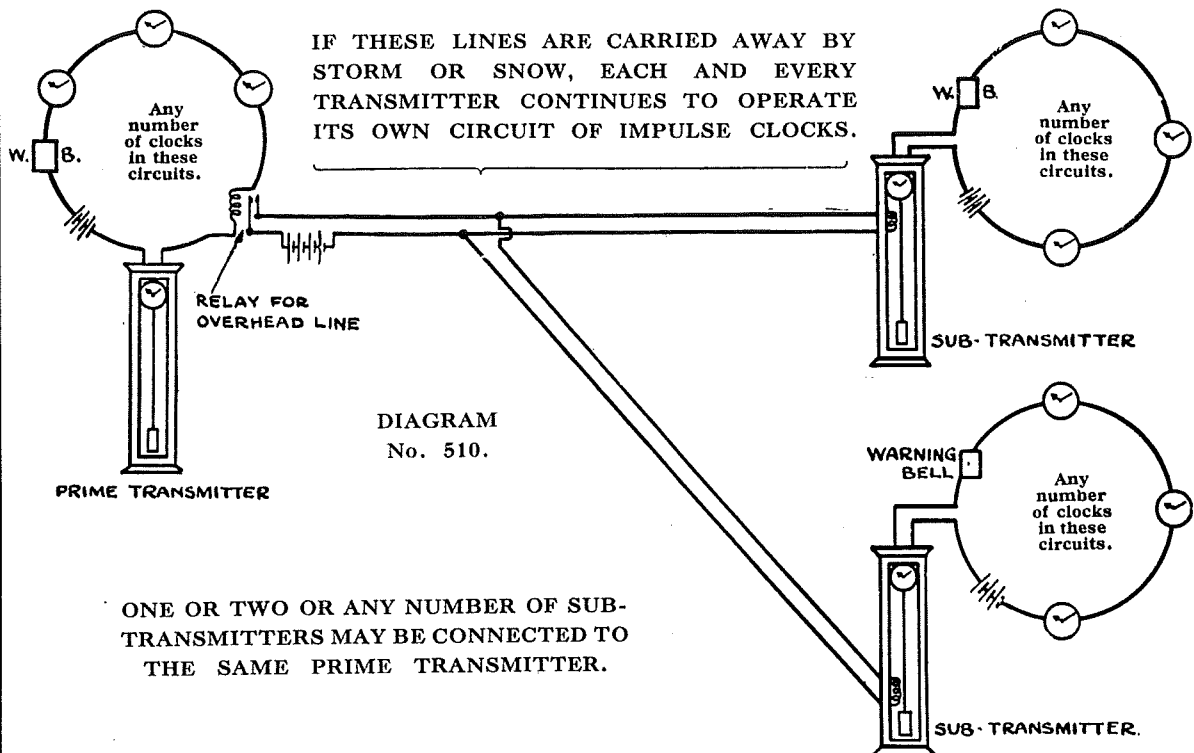 IF THESE LINES ARE CARRIED AWAY BY
STORM OR SNOW, EACH AND EVERY
TRANSMITTER CONTINUES TO OPERATE
ITS OWN CIRCUIT OF IMPULSE CLOCKS.
Any
number
of clocks
in these
circuits.
W. B.
RELAY FOR
OVERHEAD LINE
PRIME TRANSMITTER
W. B.
Any
number
of clocks
in these
circuits.
SUB-TRANSMITTER
DIAGRAM
No. 510.
WARNING
BELL
Any
number
of clocks
in these
circuits.
SUB-TRANSMITTER.
ONE OR TWO OR ANY NUMBER OF SUB-
TRANSMITTERS MAY BE CONNECTED TO
THE SAME PRIME TRANSMITTER.